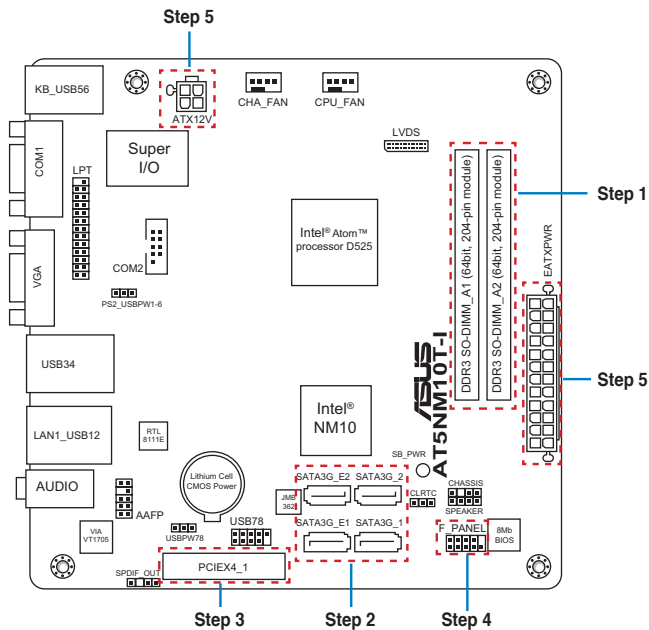 Step 5
KB_USB56
ATX12V
CHA_FAN
CPU_FAN
LVDS
COM1
LPT
Super
I/O
DDR3 SO-DIMM_A1 (64bit, 204-pin module)
DDR3 SO-DIMM_A2 (64bit, 204-pin module)
Step 1
Intel® Atom™
processor D525
COM2
EATXPWR
VGA
PS2_USBPW1-6
USB34
ASUS
AT5NM10T-I
Step 5
Intel®
NM10
LAN1_USB12
RTL
8111E
SB_PWR
AUDIO
Lithium Cell
CMOS Power
SATA3G_E2
SATA3G_2
CHASSIS
JMB
362
CLRTC
SPEAKER
AAFP
VIA
VT1705
USBPW78
USB78
SATA3G_E1
SATA3G_1
F_PANEL
8Mb
BIOS
SPDIF_OUT
PCIEX4_1
Step 3
Step 2
Step 4